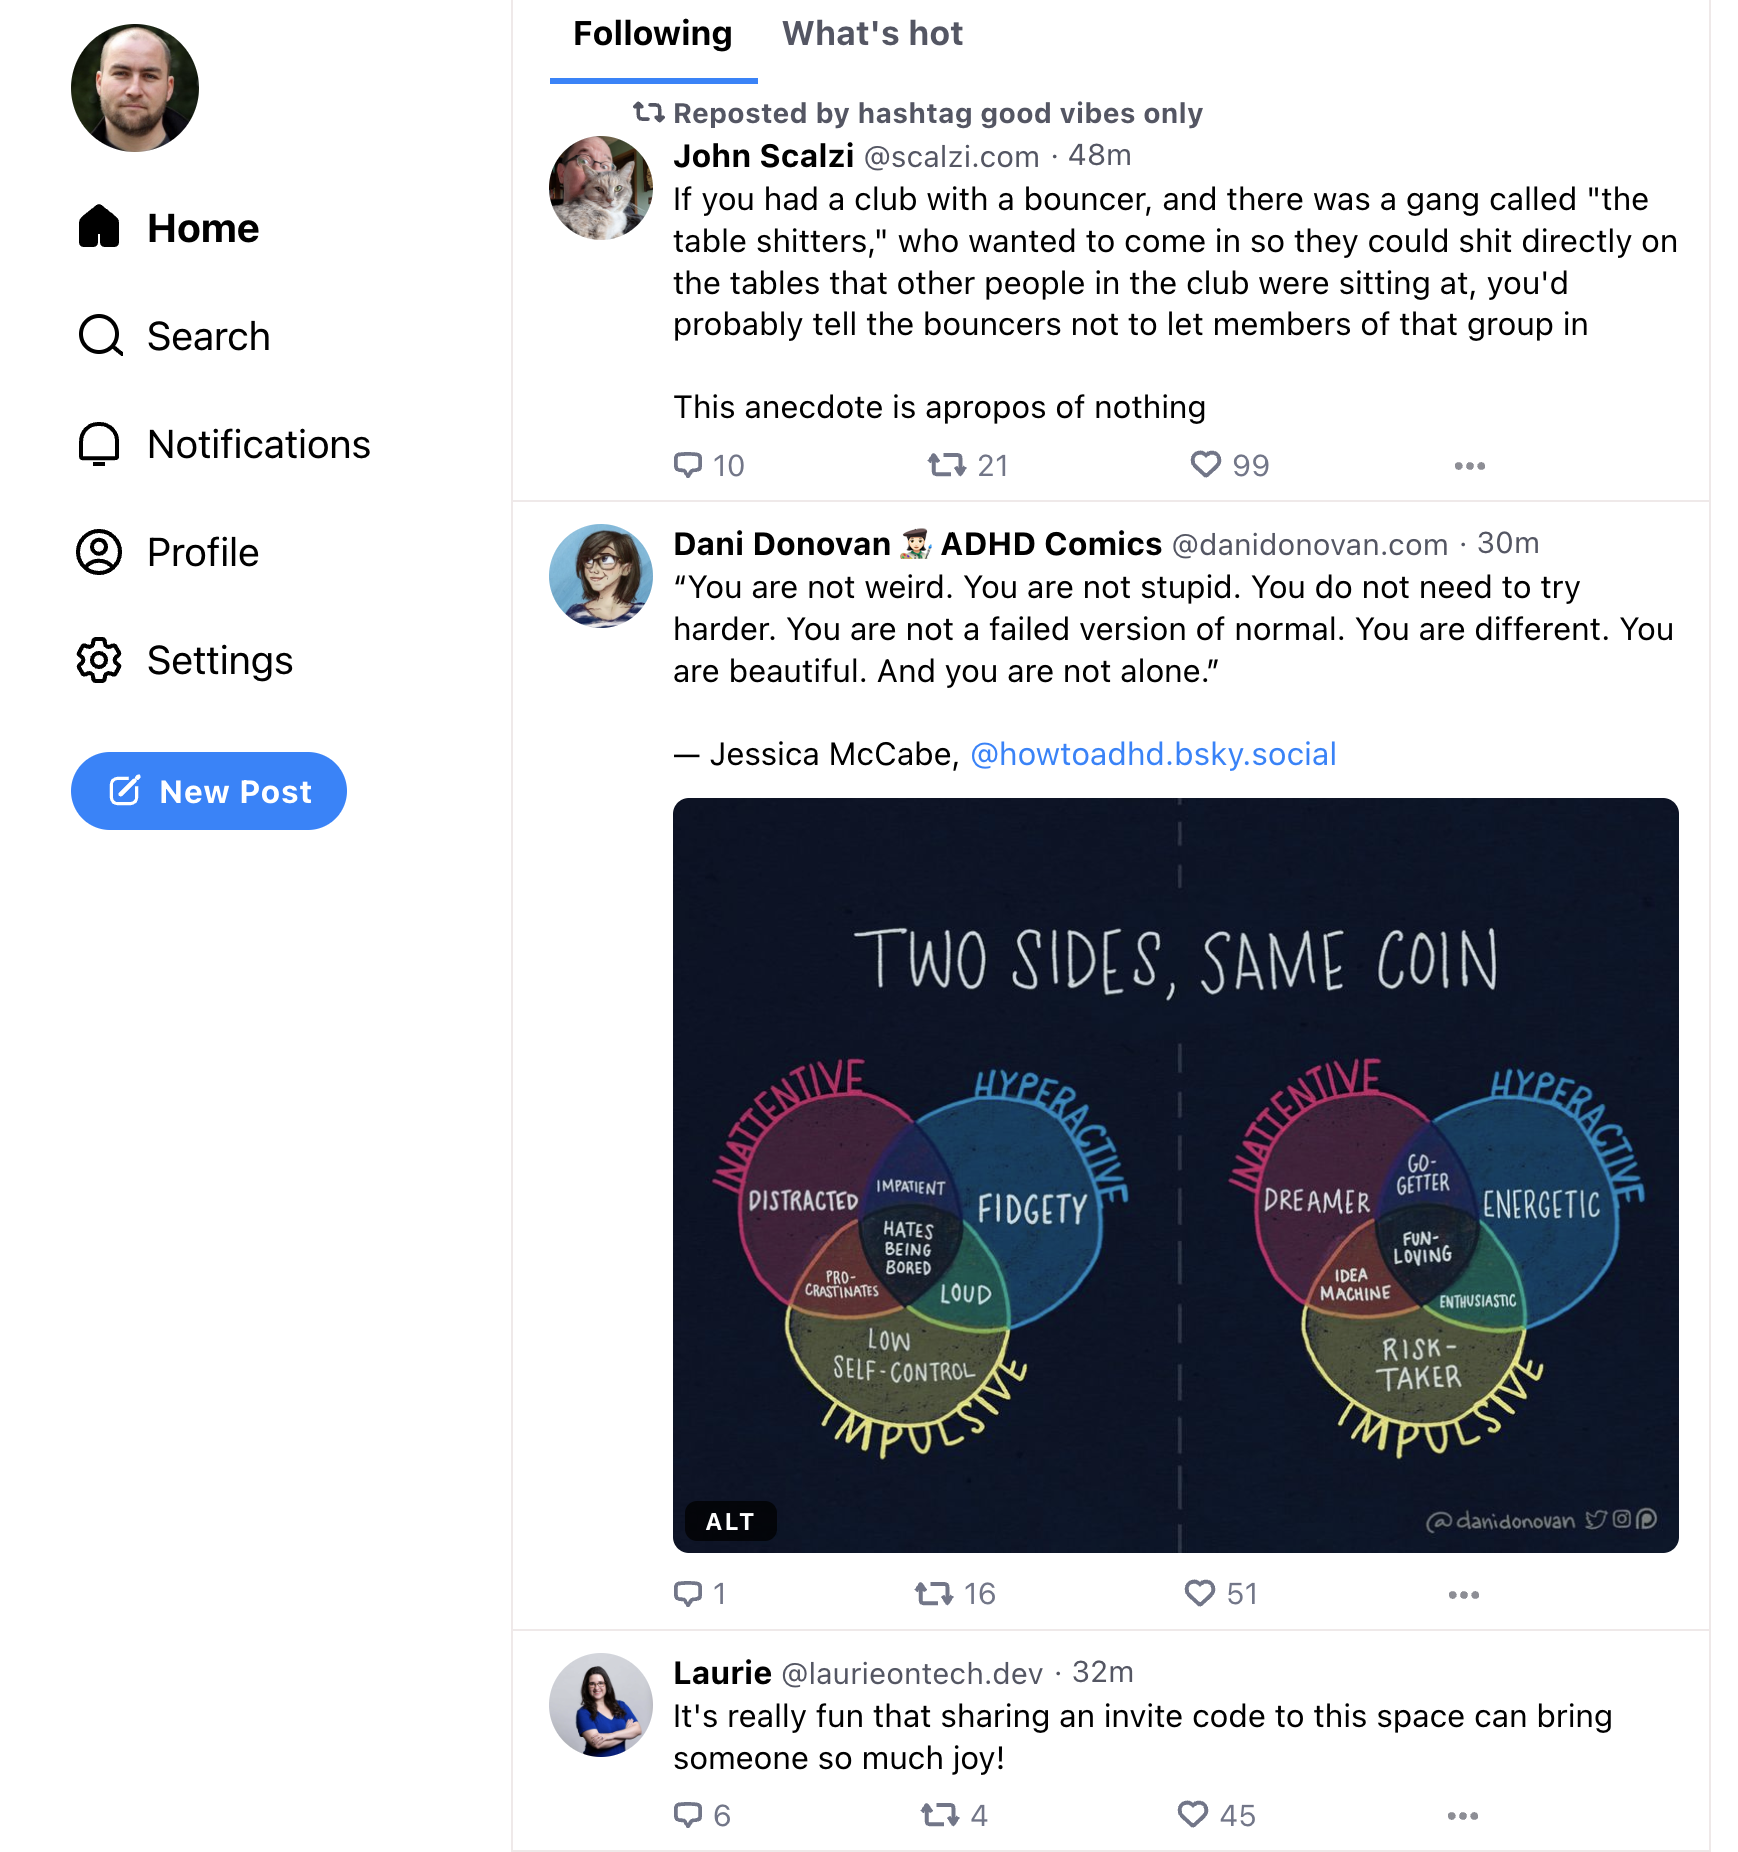 Following
What's hot
Home
Search
Notifications
Profile
Settings
New Post
Reposted by hashtag good vibes only
John Scalzi @scalzi.com · 48m
If you had a club with a bouncer, and there was a gang called "the
table shitters," who wanted to come in so they could shit directly on
the tables that other people in the club were sitting at, you'd
probably tell the bouncers not to let members of that group in
This anecdote is apropos of nothing
10
21
99
Dani Donovan 👩🏻‍🎨 ADHD Comics @danidonovan.com · 30m
“You are not weird. You are not stupid. You do not need to try
harder. You are not a failed version of normal. You are different. You
are beautiful. And you are not alone.”
— Jessica McCabe, @howtoadhd.bsky.social
TWO SIDES, SAME COIN
INATTENTIVE
HYPERACTIVE
DISTRACTED
IMPATIENT
FIDGETY
HATES
BEING
BORED
PRO-
CRASTINATES
LOUD
LOW
SELF-CONTROL
IMPULSIVE
INATTENTIVE
HYPERACTIVE
DREAMER
GO-
GETTER
ENERGETIC
FUN-
LOVING
IDEA
MACHINE
ENTHUSIASTIC
RISK-
TAKER
IMPULSIVE
ALT
@danidonovan
1
16
51
Laurie @laurieontech.dev · 32m
It's really fun that sharing an invite code to this space can bring
someone so much joy!
6
4
45